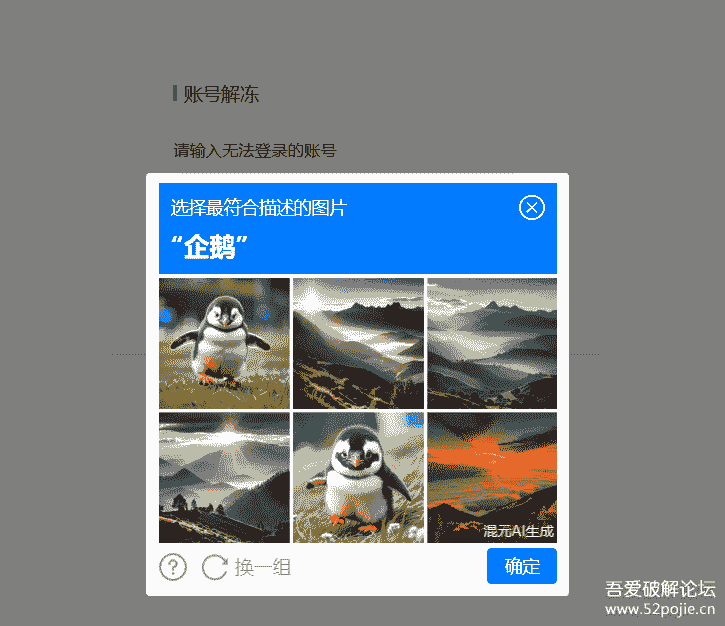 账号解冻
请输入无法登录的账号
选择最符合描述的图片
“企鹅”
混元AI生成
换一组
确定
吾爱破解论坛
www.52pojie.cn